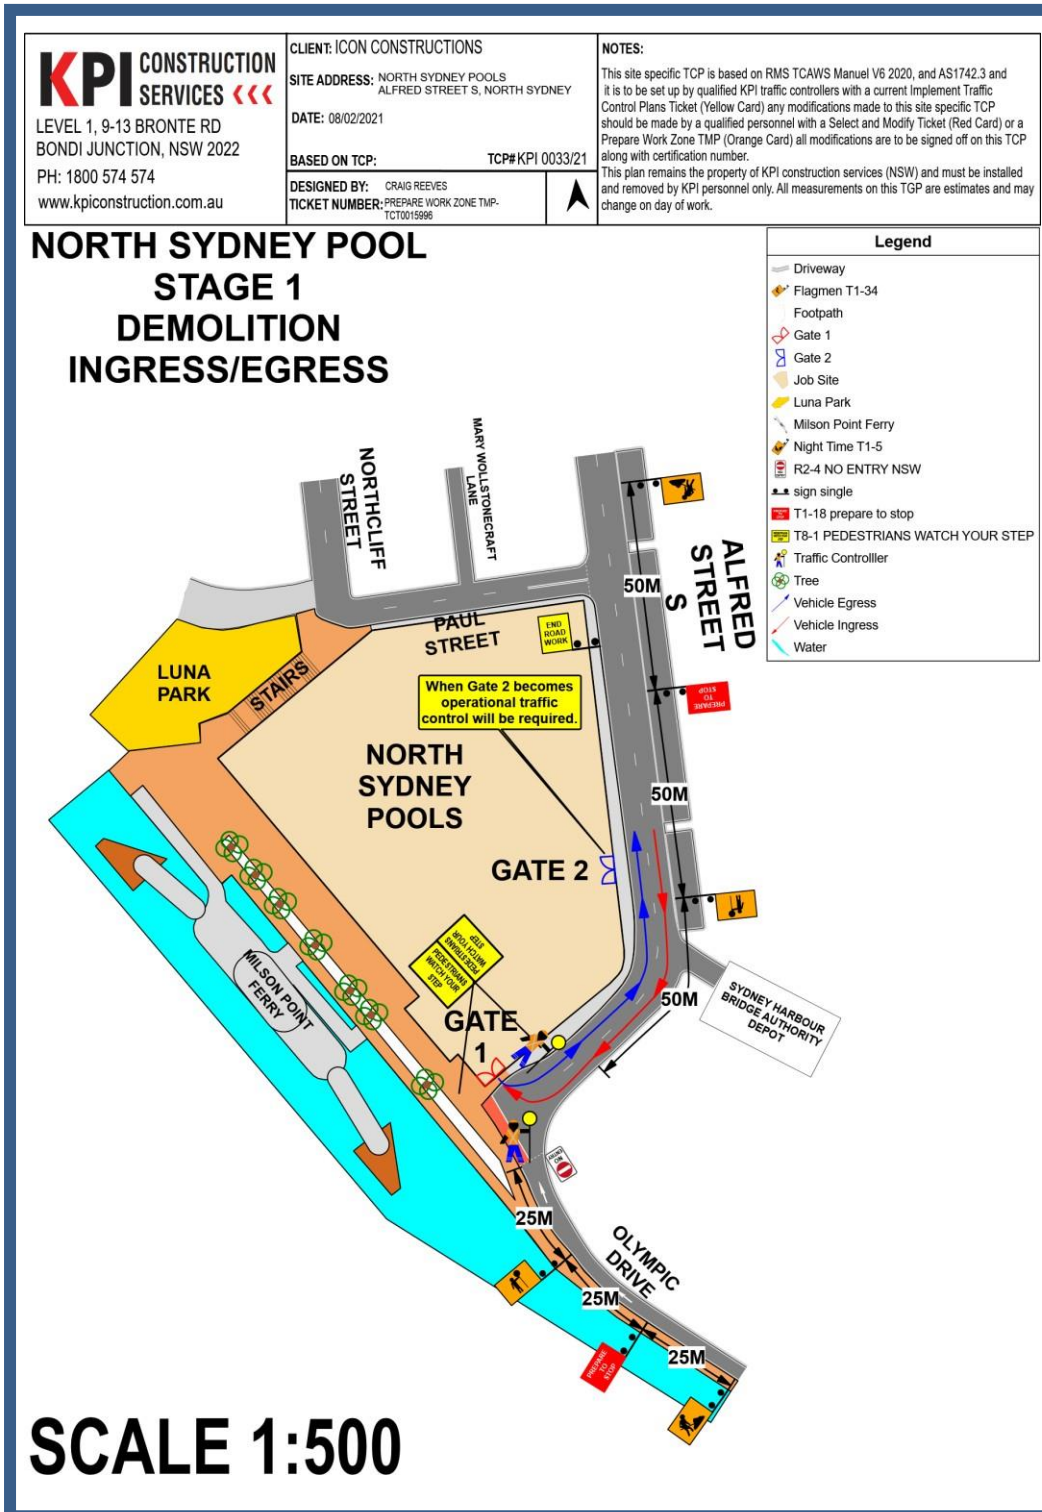 KPI CONSTRUCTION
SERVICES
LEVEL 1, 9-13 BRONTE RD
BONDI JUNCTION, NSW 2022
PH: 1800 574 574
www.kpiconstruction.com.au
CLIENT: ICON CONSTRUCTIONS
SITE ADDRESS: NORTH SYDNEY POOLS
ALFRED STREET S, NORTH SYDNEY
DATE: 08/02/2021
BASED ON TCP: TCP# KPI 0033/21
DESIGNED BY: CRAIG REEVES
TICKET NUMBER: PREPARE WORK ZONE TMP-
TCT0015996
NOTES:
This site specific TCP is based on RMS TCAWS Manuel V6 2020, and AS1742.3 and
it is to be set up by qualified KPI traffic controllers with a current Implement Traffic
Control Plans Ticket (Yellow Card) any modifications made to this site specific TCP
should be made by a qualified personnel with a Select and Modify Ticket (Red Card) or a
Prepare Work Zone TMP (Orange Card) all modifications are to be signed off on this TCP
along with certification number.
This plan remains the property of KPI construction services (NSW) and must be installed
and removed by KPI personnel only. All measurements on this TGP are estimates and may
change on day of work.
NORTH SYDNEY POOL
STAGE 1
DEMOLITION
INGRESS/EGRESS
Legend
Driveway
Flagmen T1-34
Footpath
Gate 1
Gate 2
Job Site
Luna Park
Milson Point Ferry
Night Time T1-5
R2-4 NO ENTRY NSW
sign single
T1-18 prepare to stop
T8-1 PEDESTRIANS WATCH YOUR STEP
Traffic Controlller
Tree
Vehicle Egress
Vehicle Ingress
Water
NORTHCLIFF
STREET
MARY WOLLSTONECRAFT
LANE
ALFRED
STREET
S
50M
PAUL
STREET
END
ROAD
WORK
LUNA
PARK
STAIRS
When Gate 2 becomes
operational traffic
control will be required.
PREPARE
TO
STOP
NORTH
SYDNEY
POOLS
50M
GATE 2
PEDESTRIANS
WATCH YOUR
STEP
PEDESTRIANS
WATCH YOUR
STEP
MILSON POINT
FERRY
GATE
1
50M
SYDNEY HARBOUR
BRIDGE AUTHORITY
DEPOT
NO
ENTRY
25M
OLYMPIC
DRIVE
25M
PREPARE
TO
STOP
25M
SCALE 1:500